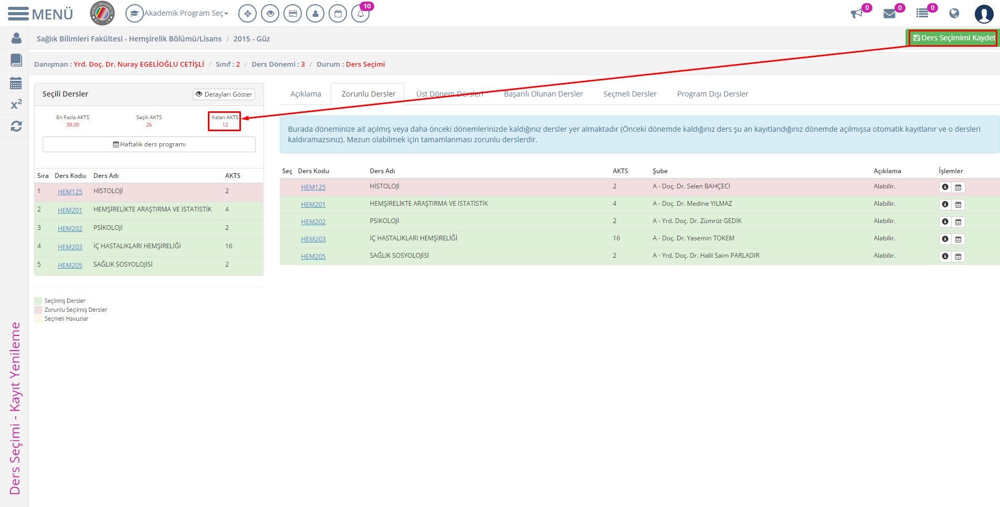 MENÜ
DEMO ÜNİVERSİTE
Akademik Program Seç
10
0
0
0
Sağlık Bilimleri Fakültesi - Hemşirelik Bölümü/Lisans / 2015 - Güz
Ders Seçimimi Kaydet
Danışman : Yrd. Doç. Dr. Nuray EGELİOĞLU CETİŞLİ / Sınıf : 2 / Ders Dönemi : 3 / Durum : Ders Seçimi
x²
Ders Seçimi - Kayıt Yenileme
Seçili Dersler
Detayları Göster
En Fazla AKTS Seçili AKTS Kalan AKTS
38,00 26 12
Haftalık ders programı
Sıra Ders Kodu Ders Adı AKTS
1 HEM125 HİSTOLOJİ 2
2 HEM201 HEMŞİRELİKTE ARAŞTIRMA VE İSTATİSTİK 4
3 HEM202 PSİKOLOJİ 2
4 HEM203 İÇ HASTALIKLARI HEMŞİRELİĞİ 16
5 HEM205 SAĞLIK SOSYOLOJİSİ 2
Seçilmiş Dersler
Zorunlu Seçilmiş Dersler
Seçmeli Havuzlar
Açıklama Zorunlu Dersler Üst Dönem Dersleri Başarılı Olunan Dersler Seçmeli Dersler Program Dışı Dersler
Burada döneminize ait açılmış veya daha önceki dönemlerinizde kaldığınız dersler yer almaktadır (Önceki dönemde kaldığınız ders şu an kayıtlandığınız dönemde açılmışsa otomatik kayıtlanır ve o dersleri
kaldıramazsınız). Mezun olabilmek için tamamlanması zorunlu derslerdir.
Seç Ders Kodu Ders Adı AKTS Şube Açıklama İşlemler
HEM125 HİSTOLOJİ 2 A - Doç. Dr. Selen BAHÇECİ Alabilir.
HEM201 HEMŞİRELİKTE ARAŞTIRMA VE İSTATİSTİK 4 A - Doç. Dr. Medine YILMAZ Alabilir.
HEM202 PSİKOLOJİ 2 A - Yrd. Doç. Dr. Zümrüt GEDİK Alabilir.
HEM203 İÇ HASTALIKLARI HEMŞİRELİĞİ 16 A - Doç. Dr. Yasemin TOKEM Alabilir.
HEM205 SAĞLIK SOSYOLOJİSİ 2 A - Yrd. Doç. Dr. Halil Saim PARLADIR Alabilir.